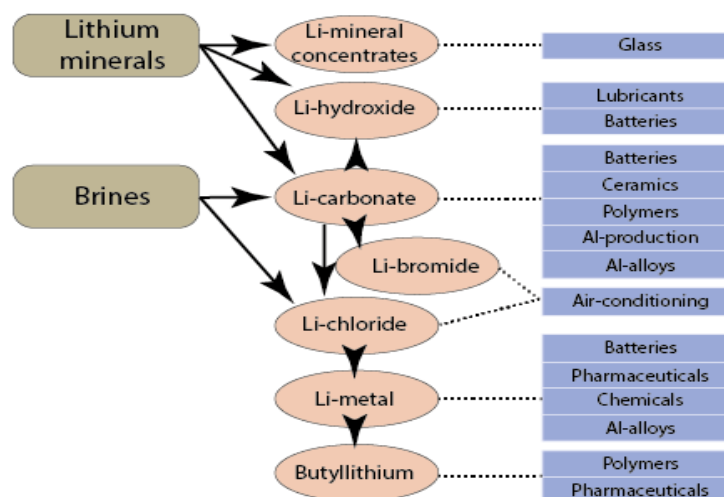 Lithium
minerals
Brines
Li-mineral
concentrates
Li-hydroxide
Li-carbonate
Li-bromide
Li-chloride
Li-metal
Butyllithium
Glass
Lubricants
Batteries
Batteries
Ceramics
Polymers
Al-production
Al-alloys
Air-conditioning
Batteries
Pharmaceuticals
Chemicals
Al-alloys
Polymers
Pharmaceuticals